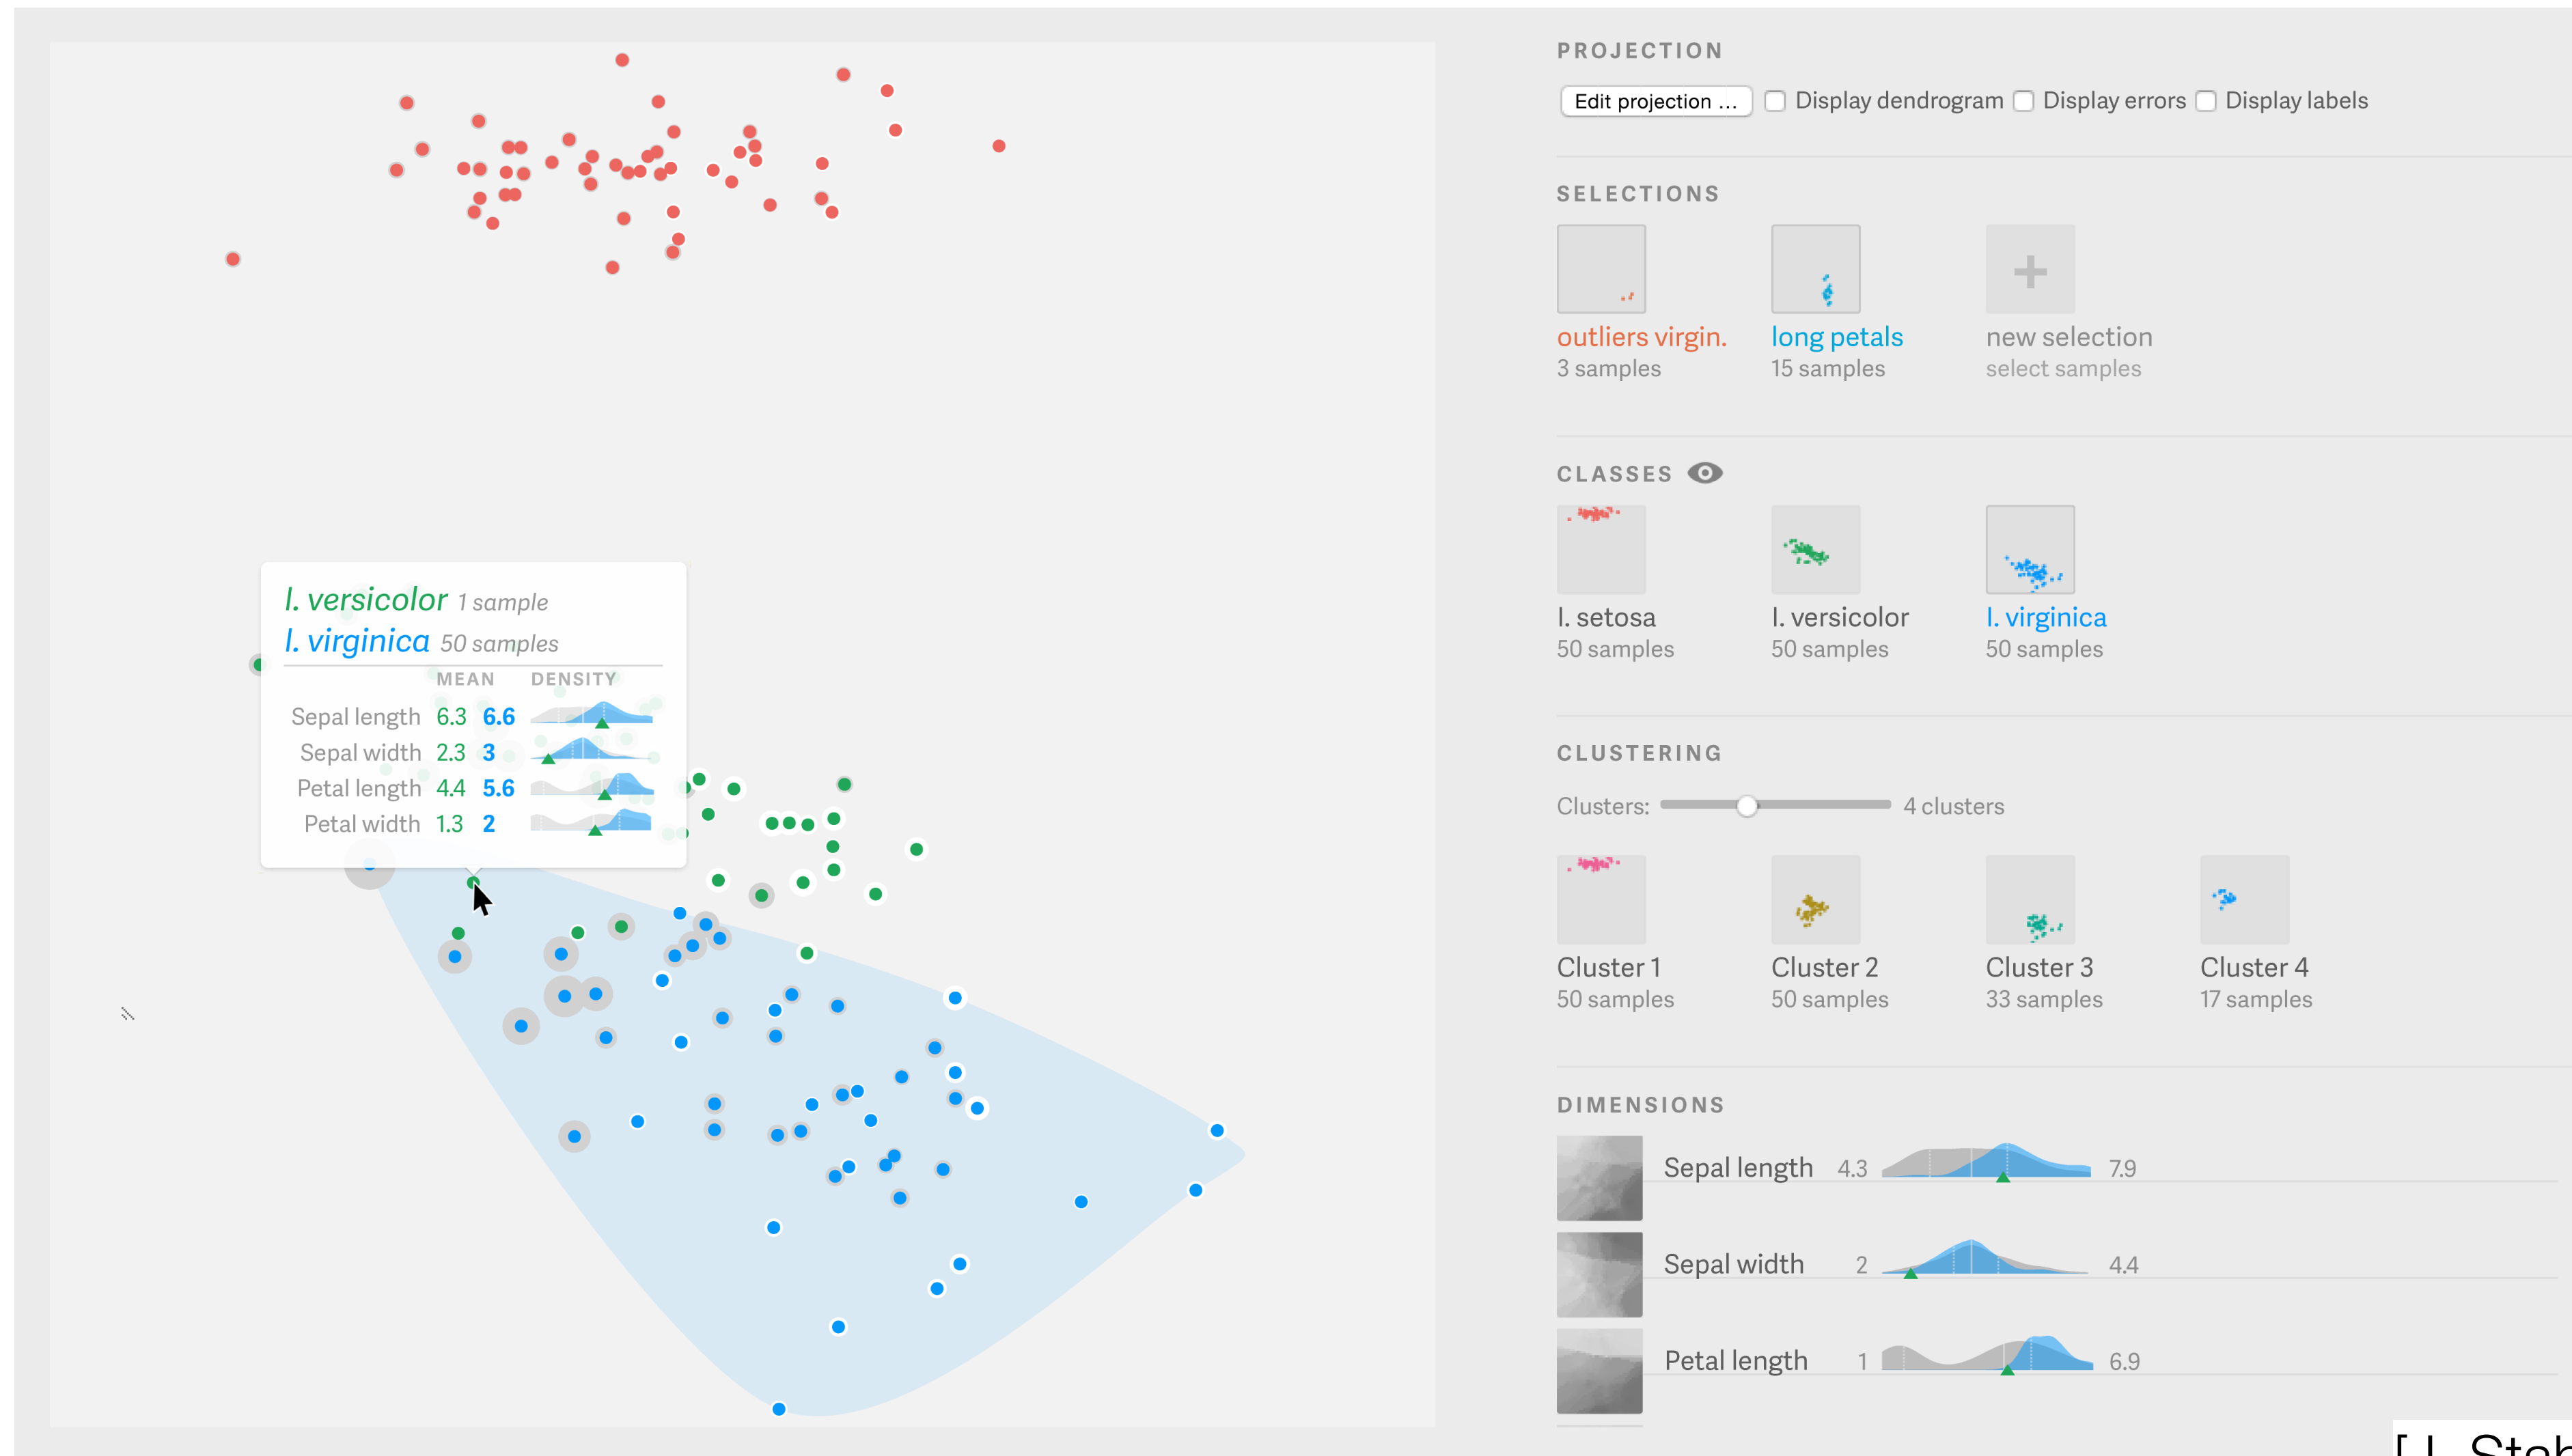 PROJECTION
Edit projection ... Display dendrogram Display errors Display labels
SELECTIONS
outliers virgin. long petals new selection
3 samples 15 samples select samples
CLASSES
I. setosa I. versicolor I. virginica
50 samples 50 samples 50 samples
CLUSTERING
Clusters: 4 clusters
Cluster 1 Cluster 2 Cluster 3 Cluster 4
50 samples 50 samples 33 samples 17 samples
DIMENSIONS
Sepal length 4.3 7.9
Sepal width 2 4.4
Petal length 1 6.9
I. versicolor 1 sample
I. virginica 50 samples
MEAN DENSITY
Sepal length 6.3 6.6
Sepal width 2.3 3
Petal length 4.4 5.6
Petal width 1.3 2